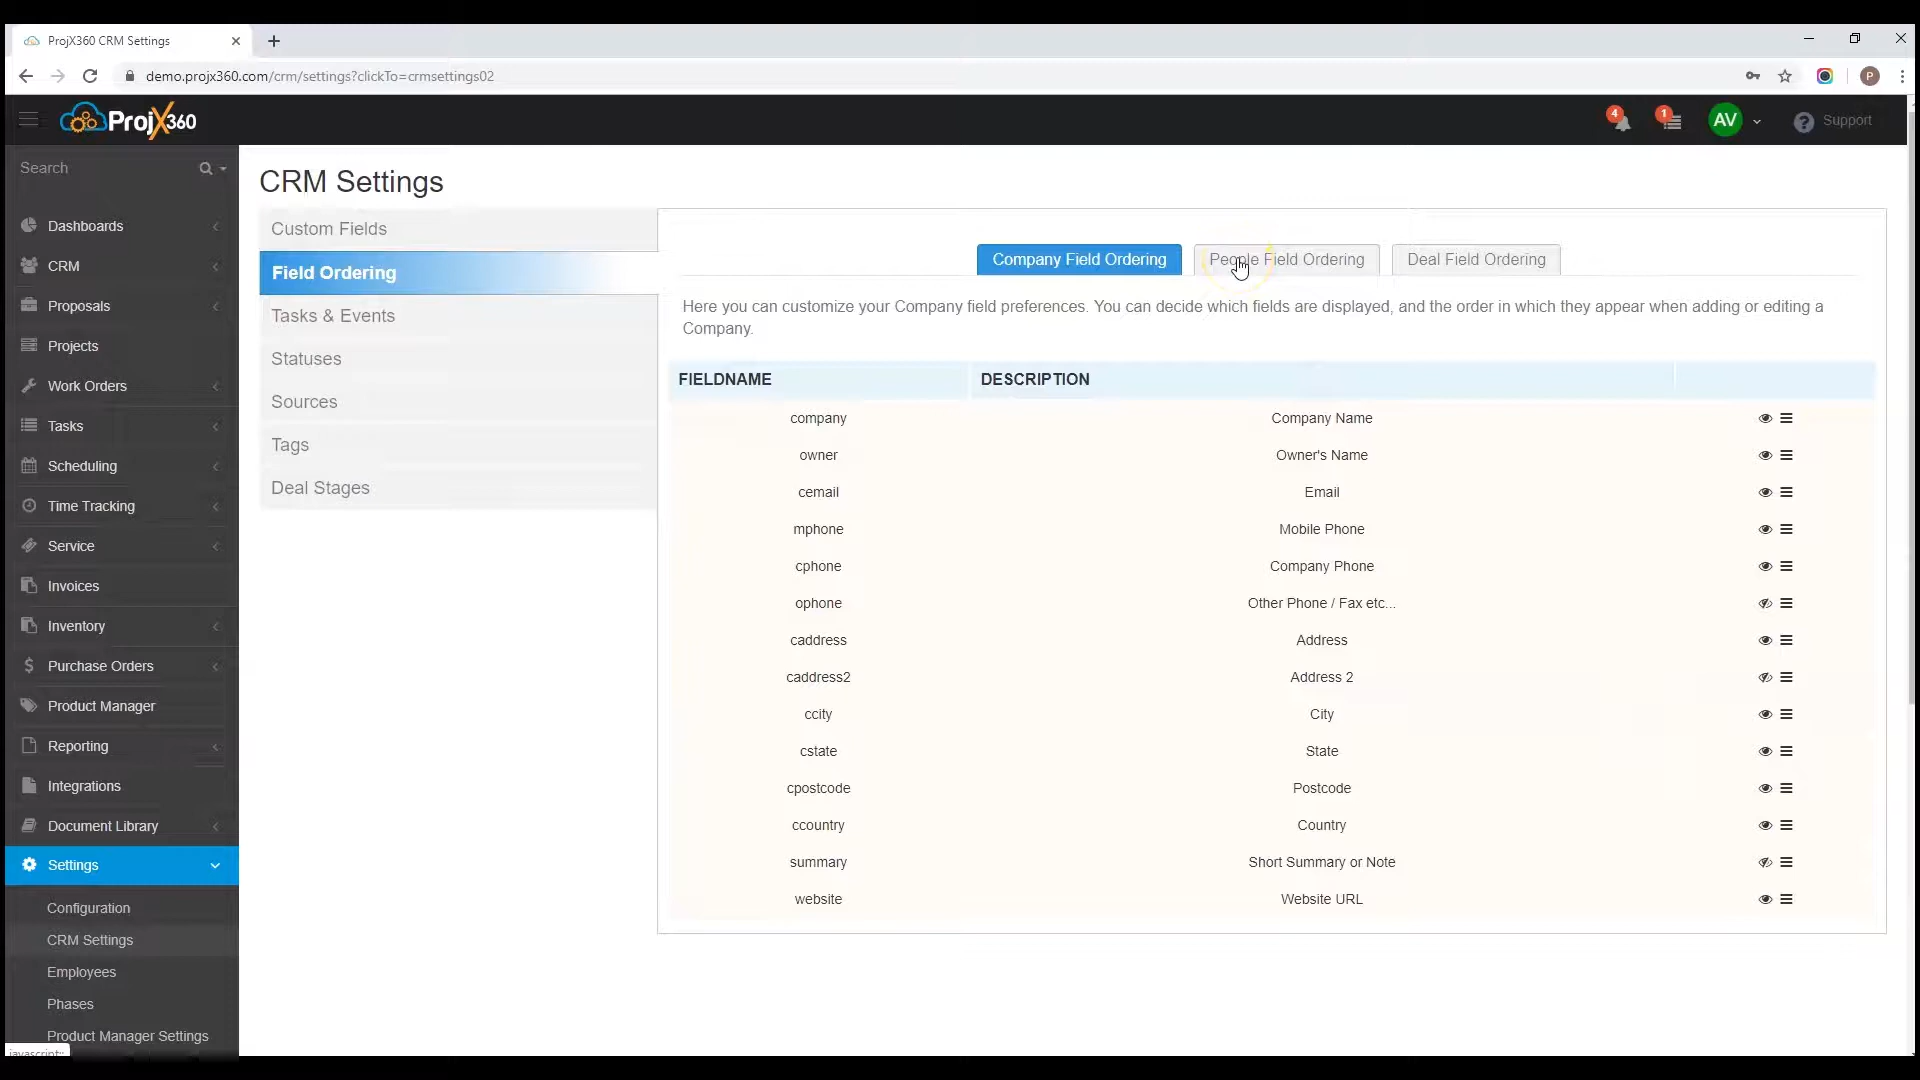 ProjX360 CRM Settings
demo.projx360.com/crm/settings?clickTo=crmsettings02
P
ProjX360
4
1
AV
Support
Search
Dashboards
CRM
Proposals
Projects
Work Orders
Tasks
Scheduling
Time Tracking
Service
Invoices
Inventory
Purchase Orders
Product Manager
Reporting
Integrations
Document Library
Settings
Configuration
CRM Settings
Employees
Phases
Product Manager Settings
javascript:;
CRM Settings
Custom Fields
Field Ordering
Tasks & Events
Statuses
Sources
Tags
Deal Stages
Company Field Ordering People Field Ordering Deal Field Ordering
Here you can customize your Company field preferences. You can decide which fields are displayed, and the order in which they appear when adding or editing a
Company.
FIELDNAME DESCRIPTION
company Company Name
owner Owner's Name
cemail Email
mphone Mobile Phone
cphone Company Phone
ophone Other Phone / Fax etc...
caddress Address
caddress2 Address 2
ccity City
cstate State
cpostcode Postcode
ccountry Country
summary Short Summary or Note
website Website URL